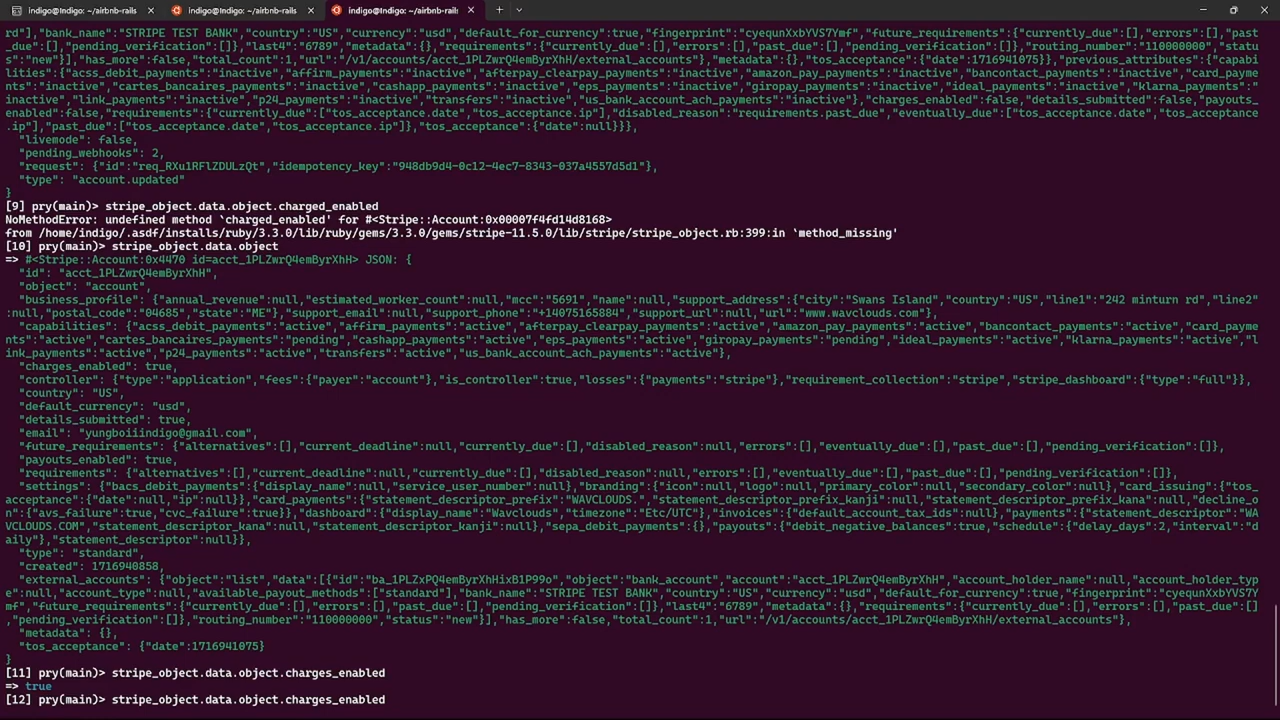 indigo@Indigo: ~/airbnb-rails
indigo@Indigo: ~/airbnb-rails
indigo@Indigo: ~/airbnb-rails
rd"],"bank_name":"STRIPE TEST BANK","country":"US","currency":"usd","default_for_currency":true,"fingerprint":"cyequnXxbYVS7Ymf","future_requirements":{"currently_due":[],"errors":[],"past
_due":[],"pending_verification":[]},"last4":"6789","metadata":{},"requirements":{"currently_due":[],"errors":[],"past_due":[],"pending_verification":[]},"routing_number":"110000000","statu
s":"new"}],"has_more":false,"total_count":1,"url":"/v1/accounts/acct_1PLZwrQ4emByrXhH/external_accounts"},"metadata":{},"tos_acceptance":{"date":1716941075}},"previous_attributes":{"capabi
lities":{"acss_debit_payments":"inactive","affirm_payments":"inactive","afterpay_clearpay_payments":"inactive","amazon_pay_payments":"inactive","bancontact_payments":"inactive","card_payme
nts":"inactive","cartes_bancaires_payments":"inactive","cashapp_payments":"inactive","eps_payments":"inactive","giropay_payments":"inactive","ideal_payments":"inactive","klarna_payments":"
inactive","link_payments":"inactive","p24_payments":"inactive","transfers":"inactive","us_bank_account_ach_payments":"inactive"},"charges_enabled":false,"details_submitted":false,"payouts_
enabled":false,"requirements":{"currently_due":["tos_acceptance.date","tos_acceptance.ip"],"disabled_reason":"requirements.past_due","eventually_due":["tos_acceptance.date","tos_acceptance
.ip"],"past_due":["tos_acceptance.date","tos_acceptance.ip"]},"tos_acceptance":{"date":null}}},
"livemode": false,
"pending_webhooks": 2,
"request": {"id":"req_RXu1RFlZDULzQt","idempotency_key":"948db9d4-0c12-4ec7-8343-037a4557d5d1"},
"type": "account.updated"
}
[9] pry(main)> stripe_object.data.object.charged_enabled
NoMethodError: undefined method `charged_enabled' for #<Stripe::Account:0x00007f4fd14d8168>
from /home/indigo/.asdf/installs/ruby/3.3.0/lib/ruby/gems/3.3.0/gems/stripe-11.5.0/lib/stripe/stripe_object.rb:399:in `method_missing'
[10] pry(main)> stripe_object.data.object
=> #<Stripe::Account:0x4470 id=acct_1PLZwrQ4emByrXhH> JSON: {
"id": "acct_1PLZwrQ4emByrXhH",
"object": "account",
"business_profile": {"annual_revenue":null,"estimated_worker_count":null,"mcc":"5691","name":null,"support_address":{"city":"Swans Island","country":"US","line1":"242 minturn rd","line2"
:null,"postal_code":"04685","state":"ME"},"support_email":null,"support_phone":"+14075165884","support_url":null,"url":"www.wavclouds.com"},
"capabilities": {"acss_debit_payments":"active","affirm_payments":"active","afterpay_clearpay_payments":"active","amazon_pay_payments":"active","bancontact_payments":"active","card_payme
nts":"active","cartes_bancaires_payments":"pending","cashapp_payments":"active","eps_payments":"active","giropay_payments":"pending","ideal_payments":"active","klarna_payments":"active","l
ink_payments":"active","p24_payments":"active","transfers":"active","us_bank_account_ach_payments":"active"},
"charges_enabled": true,
"controller": {"type":"application","fees":{"payer":"account"},"is_controller":true,"losses":{"payments":"stripe"},"requirement_collection":"stripe","stripe_dashboard":{"type":"full"}},
"country": "US",
"default_currency": "usd",
"details_submitted": true,
"email": "yungboiiindigo@gmail.com",
"future_requirements": {"alternatives":[],"current_deadline":null,"currently_due":[],"disabled_reason":null,"errors":[],"eventually_due":[],"past_due":[],"pending_verification":[]},
"payouts_enabled": true,
"requirements": {"alternatives":[],"current_deadline":null,"currently_due":[],"disabled_reason":null,"errors":[],"eventually_due":[],"past_due":[],"pending_verification":[]},
"settings": {"bacs_debit_payments":{"display_name":null,"service_user_number":null},"branding":{"icon":null,"logo":null,"primary_color":null,"secondary_color":null},"card_issuing":{"tos_
acceptance":{"date":null,"ip":null}},"card_payments":{"statement_descriptor_prefix":"WAVCLOUDS.","statement_descriptor_prefix_kanji":null,"statement_descriptor_prefix_kana":null,"decline_o
n":{"avs_failure":true,"cvc_failure":true}},"dashboard":{"display_name":"Wavclouds","timezone":"Etc/UTC"},"invoices":{"default_account_tax_ids":null},"payments":{"statement_descriptor":"WA
VCLOUDS.COM","statement_descriptor_kana":null,"statement_descriptor_kanji":null},"sepa_debit_payments":{},"payouts":{"debit_negative_balances":true,"schedule":{"delay_days":2,"interval":"d
aily"},"statement_descriptor":null}},
"type": "standard",
"created": 1716940858,
"external_accounts": {"object":"list","data":[{"id":"ba_1PLZxPQ4emByrXhHixB1P99o","object":"bank_account","account":"acct_1PLZwrQ4emByrXhH","account_holder_name":null,"account_holder_typ
e":null,"account_type":null,"available_payout_methods":["standard"],"bank_name":"STRIPE TEST BANK","country":"US","currency":"usd","default_for_currency":true,"fingerprint":"cyequnXxbYVS7Y
mf","future_requirements":{"currently_due":[],"errors":[],"past_due":[],"pending_verification":[]},"last4":"6789","metadata":{},"requirements":{"currently_due":[],"errors":[],"past_due":[]
,"pending_verification":[]},"routing_number":"110000000","status":"new"}],"has_more":false,"total_count":1,"url":"/v1/accounts/acct_1PLZwrQ4emByrXhH/external_accounts"},
"metadata": {},
"tos_acceptance": {"date":1716941075}
}
[11] pry(main)> stripe_object.data.object.charges_enabled
=> true
[12] pry(main)> stripe_object.data.object.charges_enabled